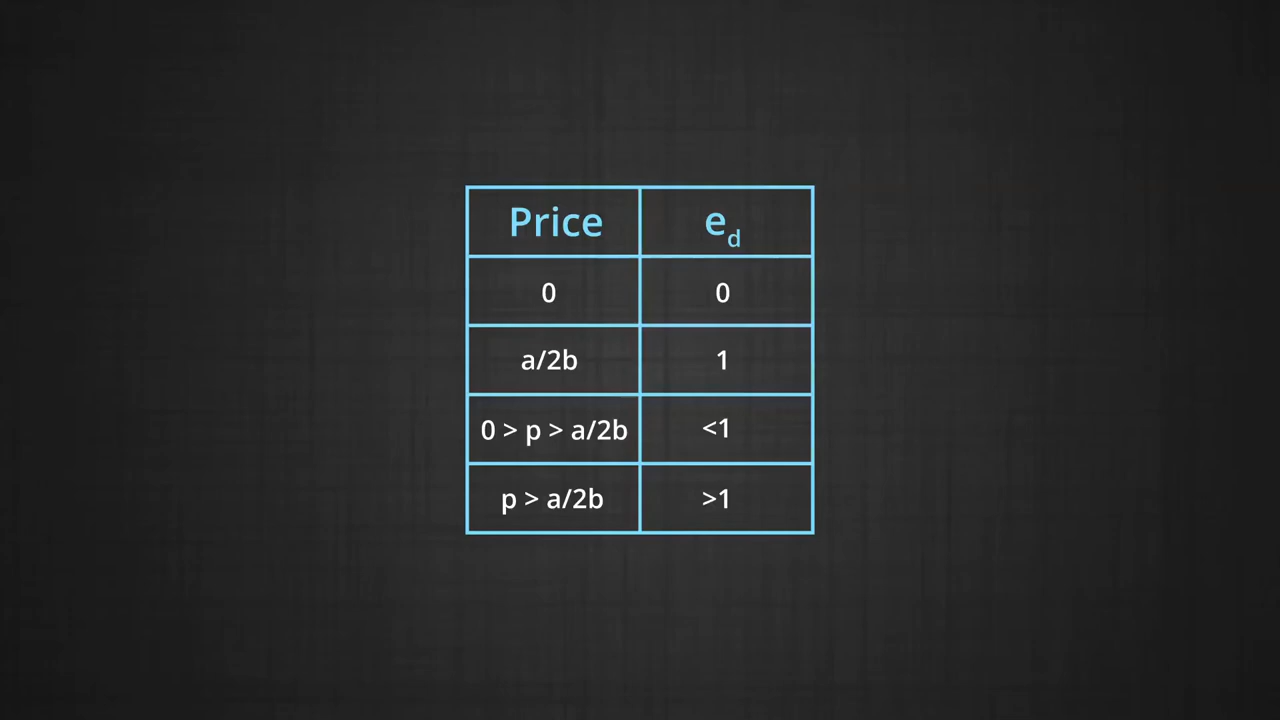 Price e_d
0 0
a/2b 1
0 > p > a/2b <1
p > a/2b >1